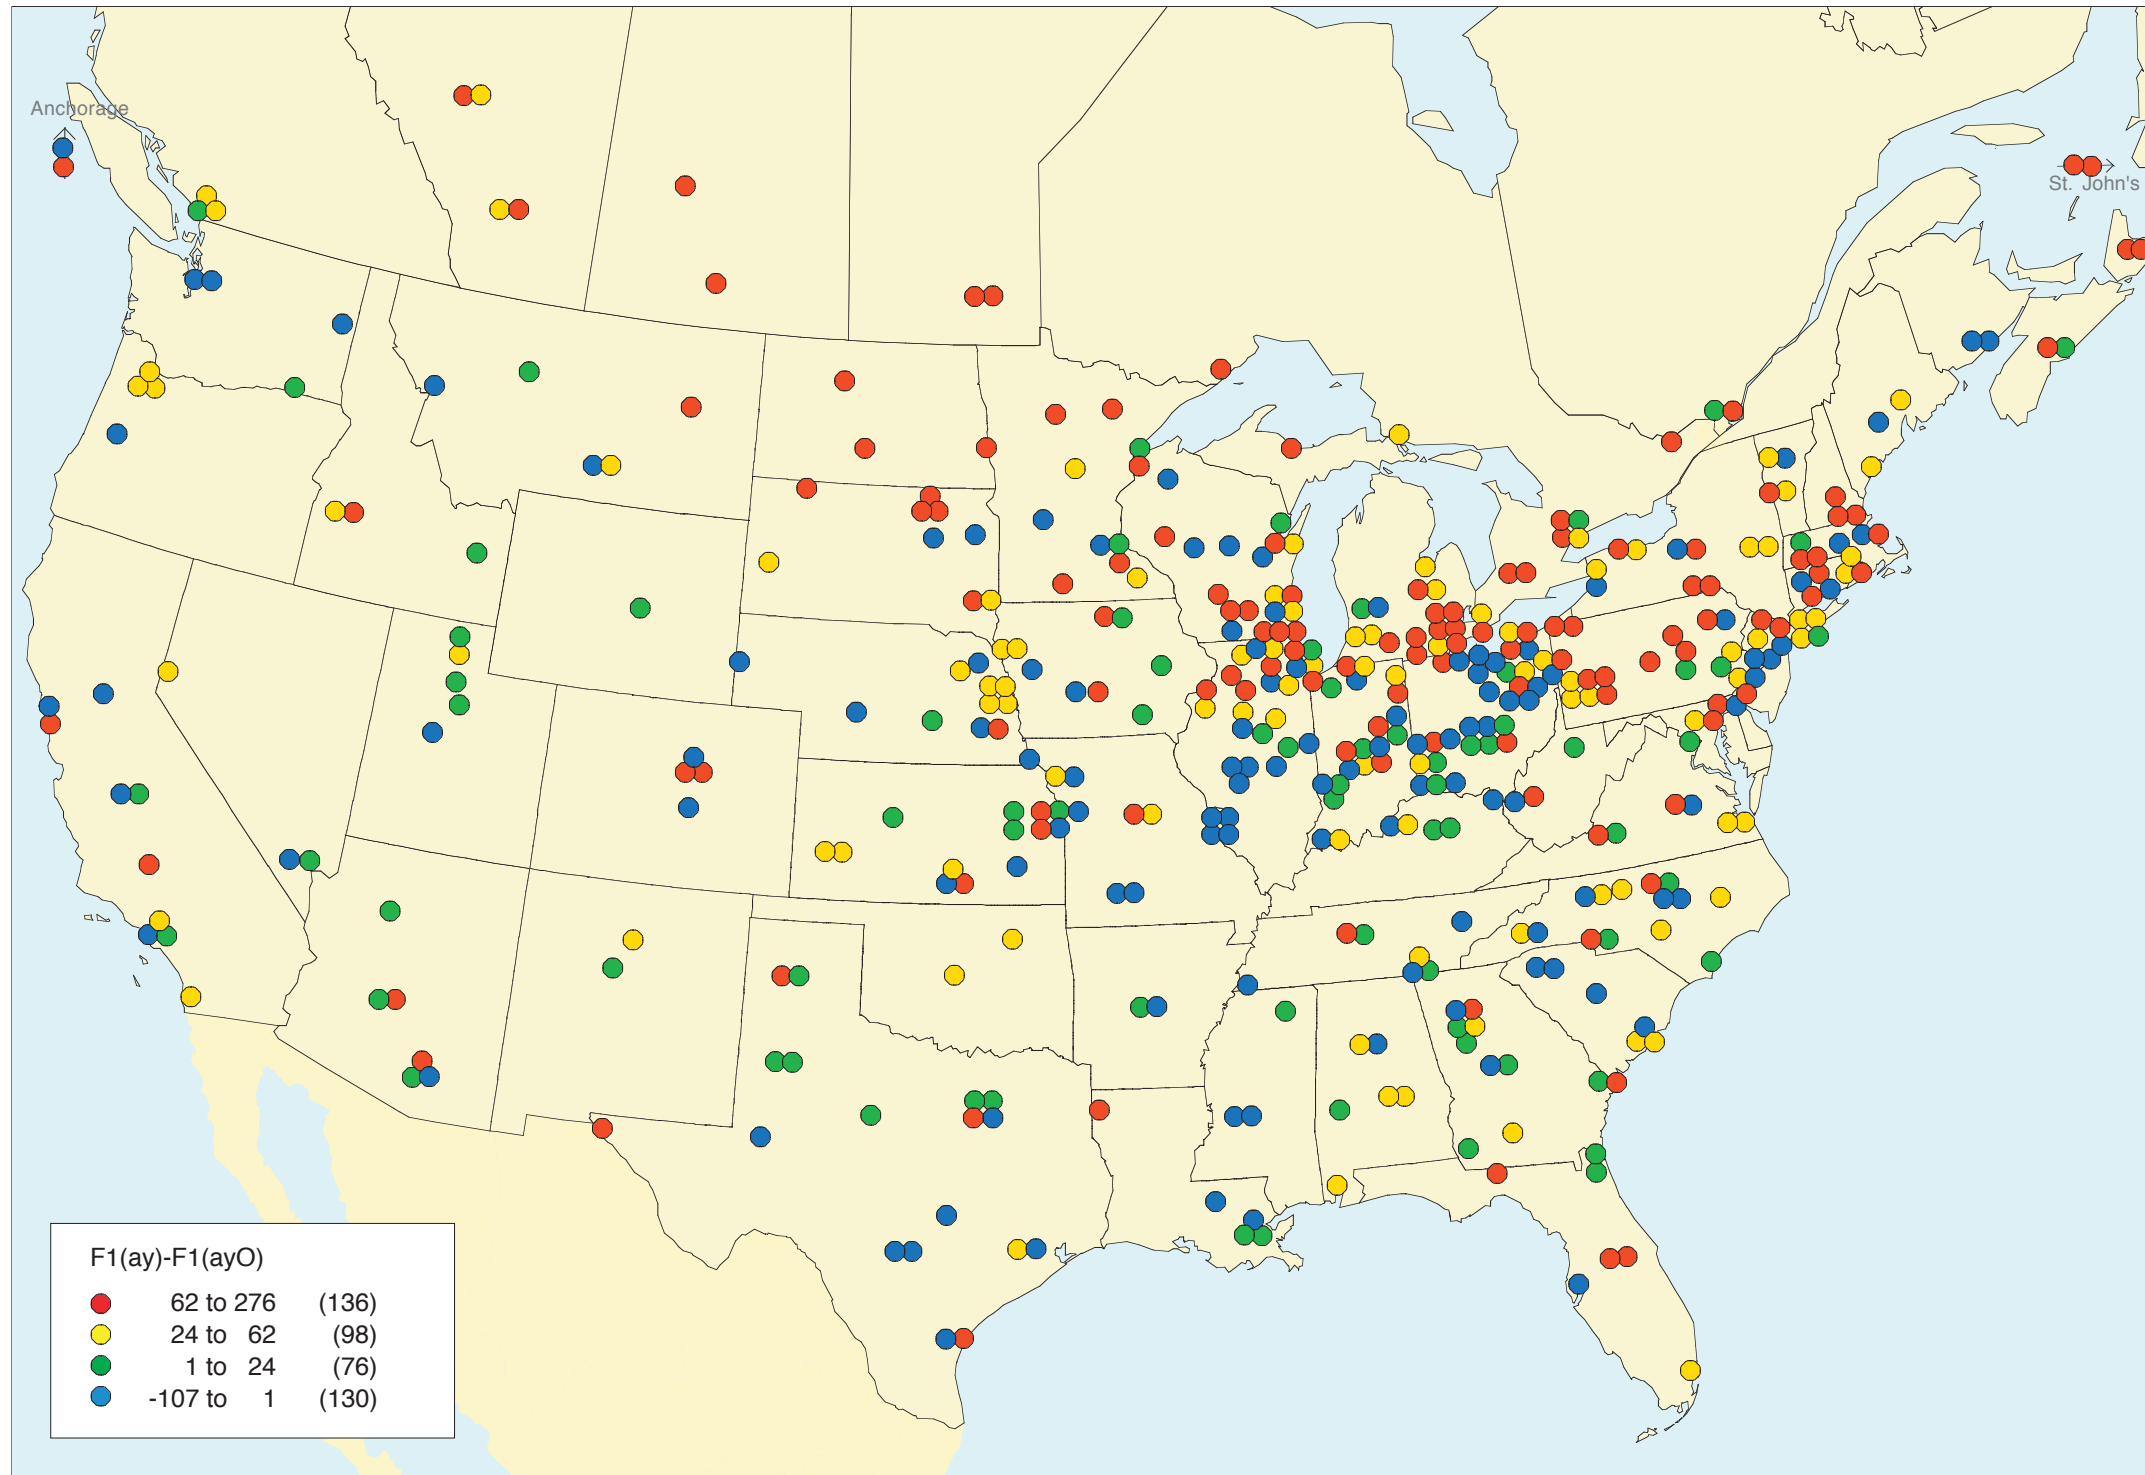 Anchorage
St. John's
F1(ay)-F1(ayO)
62 to 276 (136)
24 to 62 (98)
1 to 24 (76)
-107 to 1 (130)